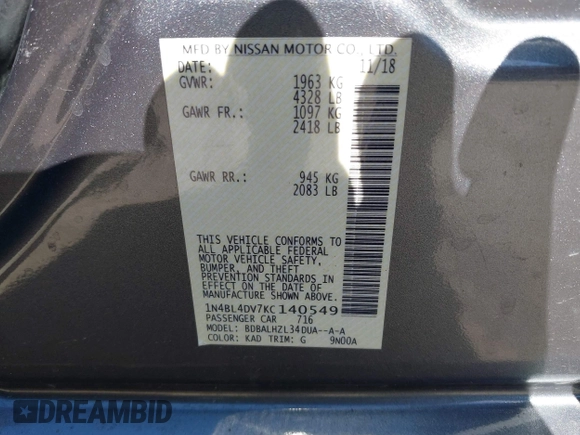 MFD BY NISSAN MOTOR CO., LTD.
DATE: 11/18
GVWR: 1963 KG
4328 LB
GAWR FR.: 1097 KG
2418 LB
GAWR RR.: 945 KG
2083 LB
THIS VEHICLE CONFORMS TO
ALL APPLICABLE FEDERAL
MOTOR VEHICLE SAFETY,
BUMPER, AND THEFT
PREVENTION STANDARDS IN
EFFECT ON THE DATE OF
MANUFACTURE SHOWN ABOVE.
1N4BL4DV7KC140549
PASSENGER CAR 716
MODEL: BDBALHZL34DUA--A-A
COLOR: KAD TRIM: G 9N00A
DREAMBID